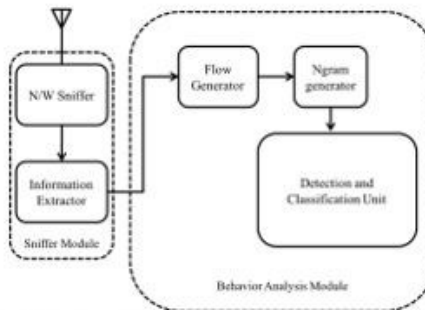 N/W Sniffer
Information
Extractor
Sniffer Module
Flow
Generator
Ngram
generator
Detection and
Classification Unit
Behavior Analysis Module